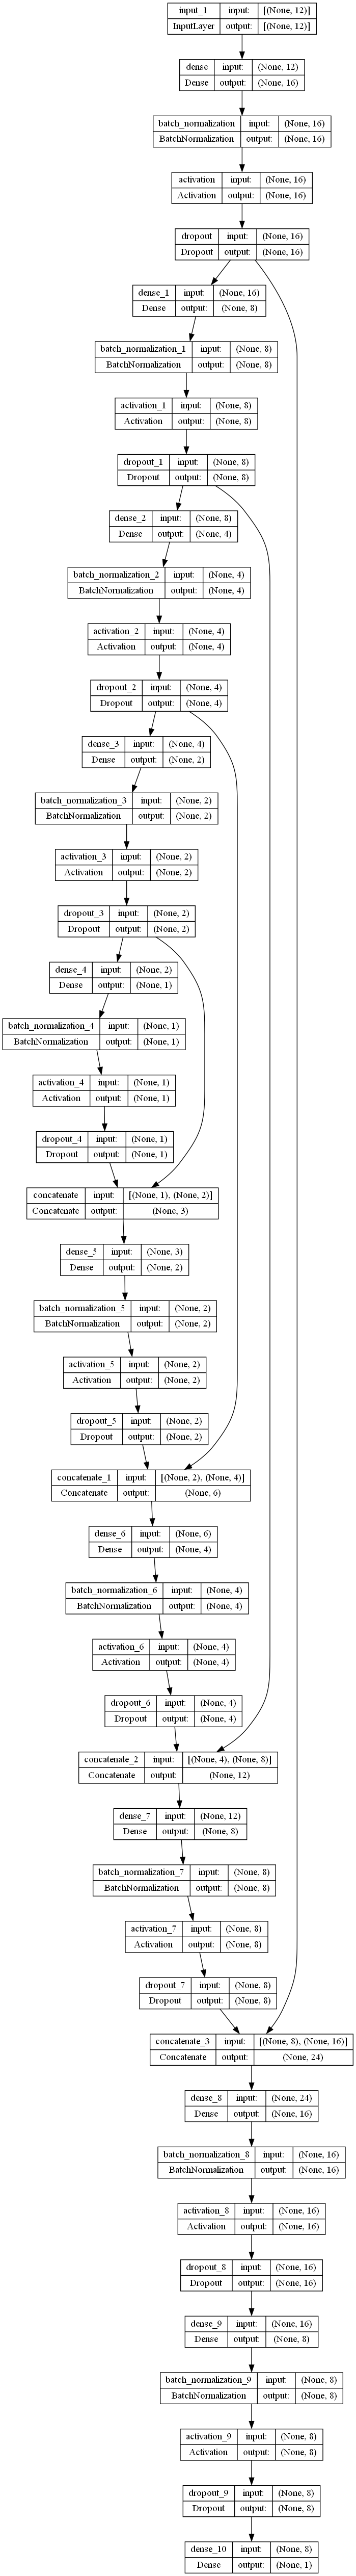 input_1 input: [(None, 12)]
InputLayer output: [(None, 12)]
dense input: (None, 12)
Dense output: (None, 16)
batch_normalization input: (None, 16)
BatchNormalization output: (None, 16)
activation input: (None, 16)
Activation output: (None, 16)
dropout input: (None, 16)
Dropout output: (None, 16)
dense_1 input: (None, 16)
Dense output: (None, 8)
batch_normalization_1 input: (None, 8)
BatchNormalization output: (None, 8)
activation_1 input: (None, 8)
Activation output: (None, 8)
dropout_1 input: (None, 8)
Dropout output: (None, 8)
dense_2 input: (None, 8)
Dense output: (None, 4)
batch_normalization_2 input: (None, 4)
BatchNormalization output: (None, 4)
activation_2 input: (None, 4)
Activation output: (None, 4)
dropout_2 input: (None, 4)
Dropout output: (None, 4)
dense_3 input: (None, 4)
Dense output: (None, 2)
batch_normalization_3 input: (None, 2)
BatchNormalization output: (None, 2)
activation_3 input: (None, 2)
Activation output: (None, 2)
dropout_3 input: (None, 2)
Dropout output: (None, 2)
dense_4 input: (None, 2)
Dense output: (None, 1)
batch_normalization_4 input: (None, 1)
BatchNormalization output: (None, 1)
activation_4 input: (None, 1)
Activation output: (None, 1)
dropout_4 input: (None, 1)
Dropout output: (None, 1)
concatenate input: [(None, 1), (None, 2)]
Concatenate output: (None, 3)
dense_5 input: (None, 3)
Dense output: (None, 2)
batch_normalization_5 input: (None, 2)
BatchNormalization output: (None, 2)
activation_5 input: (None, 2)
Activation output: (None, 2)
dropout_5 input: (None, 2)
Dropout output: (None, 2)
concatenate_1 input: [(None, 2), (None, 4)]
Concatenate output: (None, 6)
dense_6 input: (None, 6)
Dense output: (None, 4)
batch_normalization_6 input: (None, 4)
BatchNormalization output: (None, 4)
activation_6 input: (None, 4)
Activation output: (None, 4)
dropout_6 input: (None, 4)
Dropout output: (None, 4)
concatenate_2 input: [(None, 4), (None, 8)]
Concatenate output: (None, 12)
dense_7 input: (None, 12)
Dense output: (None, 8)
batch_normalization_7 input: (None, 8)
BatchNormalization output: (None, 8)
activation_7 input: (None, 8)
Activation output: (None, 8)
dropout_7 input: (None, 8)
Dropout output: (None, 8)
concatenate_3 input: [(None, 8), (None, 16)]
Concatenate output: (None, 24)
dense_8 input: (None, 24)
Dense output: (None, 16)
batch_normalization_8 input: (None, 16)
BatchNormalization output: (None, 16)
activation_8 input: (None, 16)
Activation output: (None, 16)
dropout_8 input: (None, 16)
Dropout output: (None, 16)
dense_9 input: (None, 16)
Dense output: (None, 8)
batch_normalization_9 input: (None, 8)
BatchNormalization output: (None, 8)
activation_9 input: (None, 8)
Activation output: (None, 8)
dropout_9 input: (None, 8)
Dropout output: (None, 8)
dense_10 input: (None, 8)
Dense output: (None, 1)